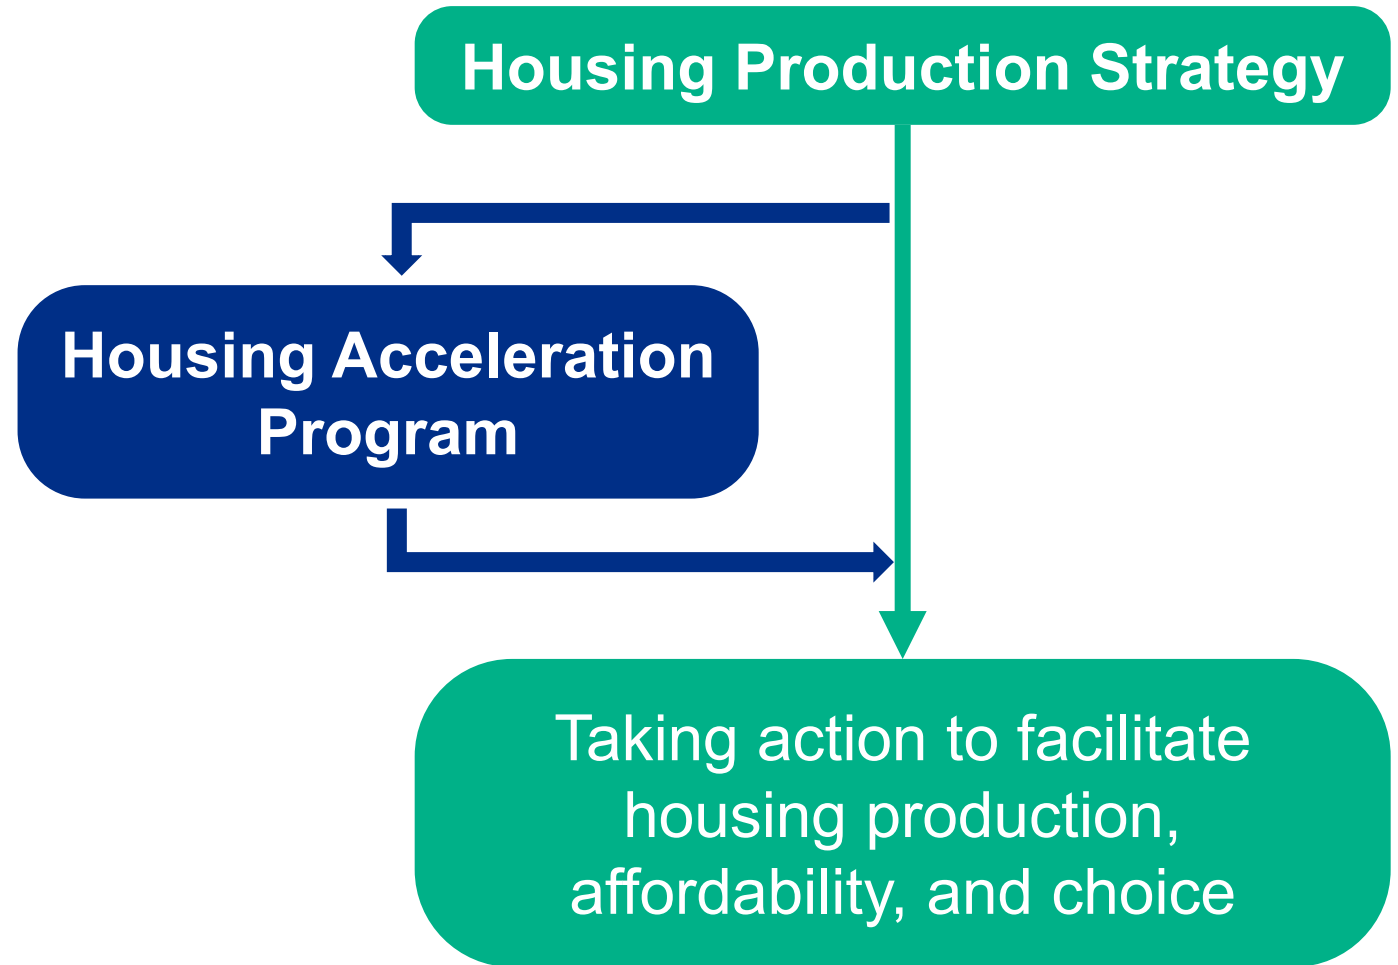 Housing Production Strategy
Housing Acceleration
Program
Taking action to facilitate
housing production,
affordability, and choice